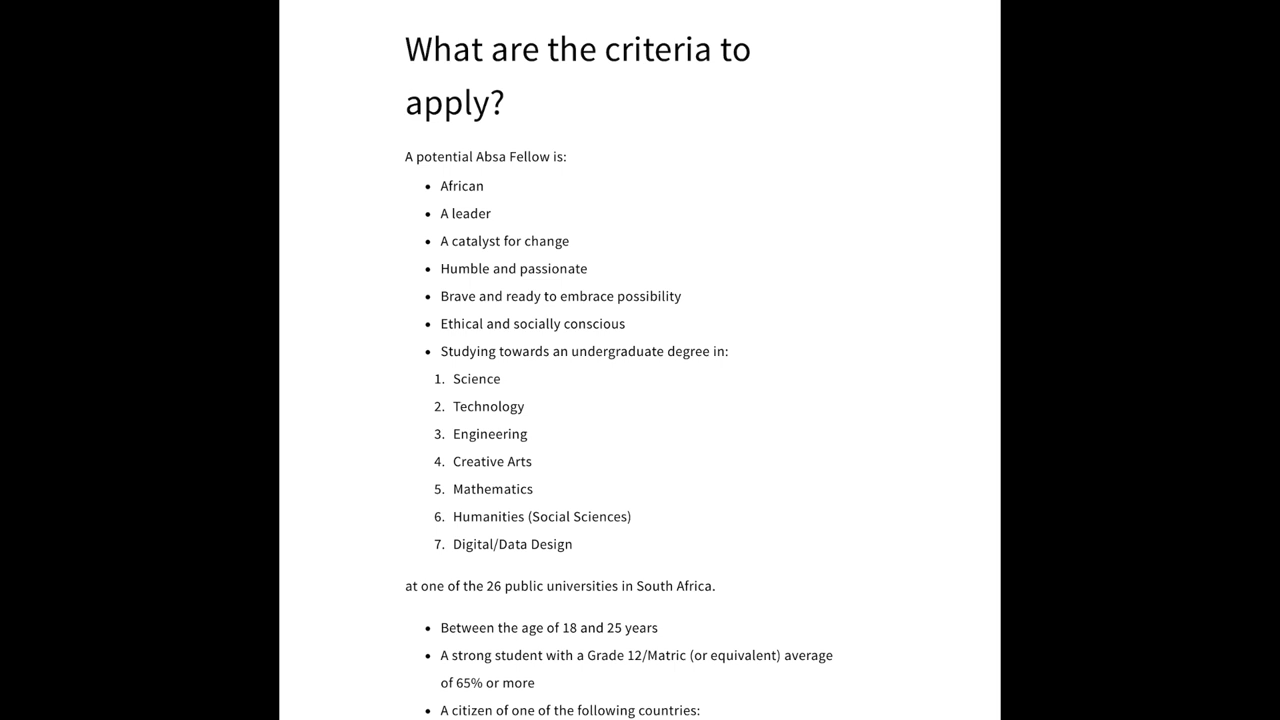 What are the criteria to
apply?
A potential Absa Fellow is:
• African
• A leader
• A catalyst for change
• Humble and passionate
• Brave and ready to embrace possibility
• Ethical and socially conscious
• Studying towards an undergraduate degree in:
1. Science
2. Technology
3. Engineering
4. Creative Arts
5. Mathematics
6. Humanities (Social Sciences)
7. Digital/Data Design
at one of the 26 public universities in South Africa.
• Between the age of 18 and 25 years
• A strong student with a Grade 12/Matric (or equivalent) average
of 65% or more
• A citizen of one of the following countries: